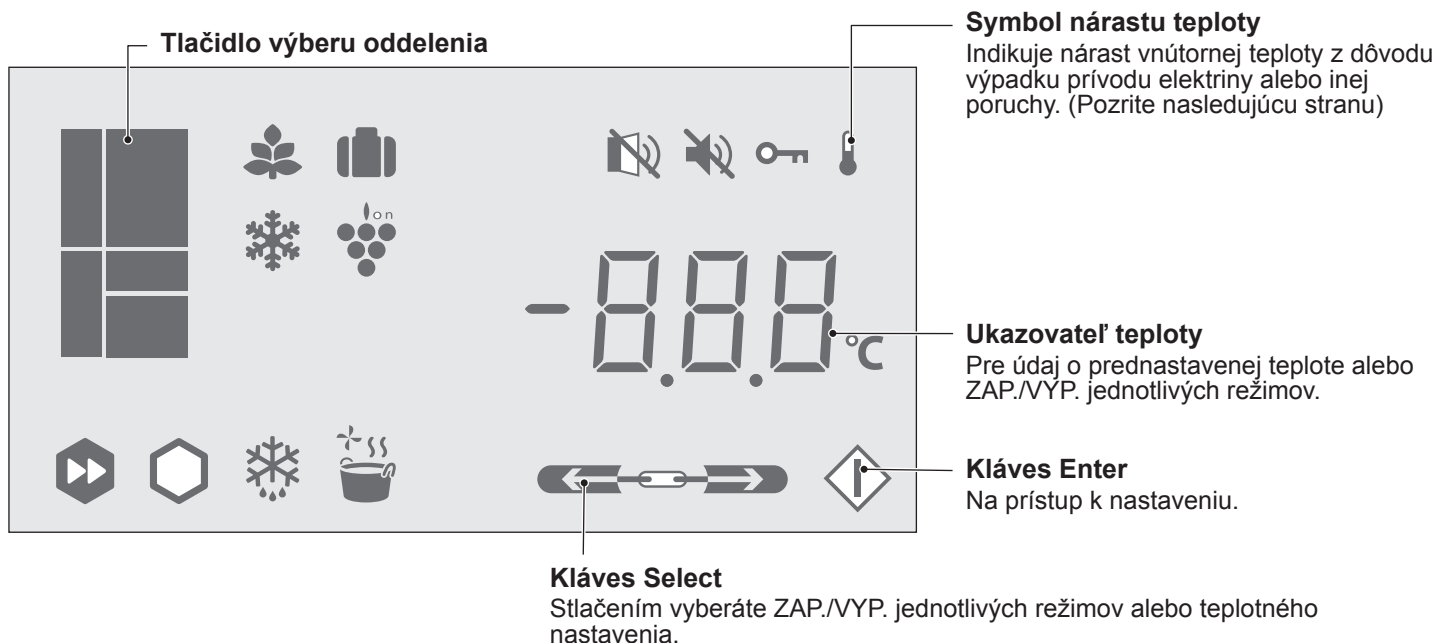 Tlačidlo výberu oddelenia
Symbol nárastu teploty
Indikuje nárast vnútornej teploty z dôvodu
výpadku prívodu elektriny alebo inej
poruchy. (Pozrite nasledujúcu stranu)
ion
-8.8.8°C
Ukazovateľ teploty
Pre údaj o prednastavenej teplote alebo
ZAP./VYP. jednotlivých režimov.
Kláves Enter
Na prístup k nastaveniu.
Kláves Select
Stlačením vyberáte ZAP./VYP. jednotlivých režimov alebo teplotného
nastavenia.